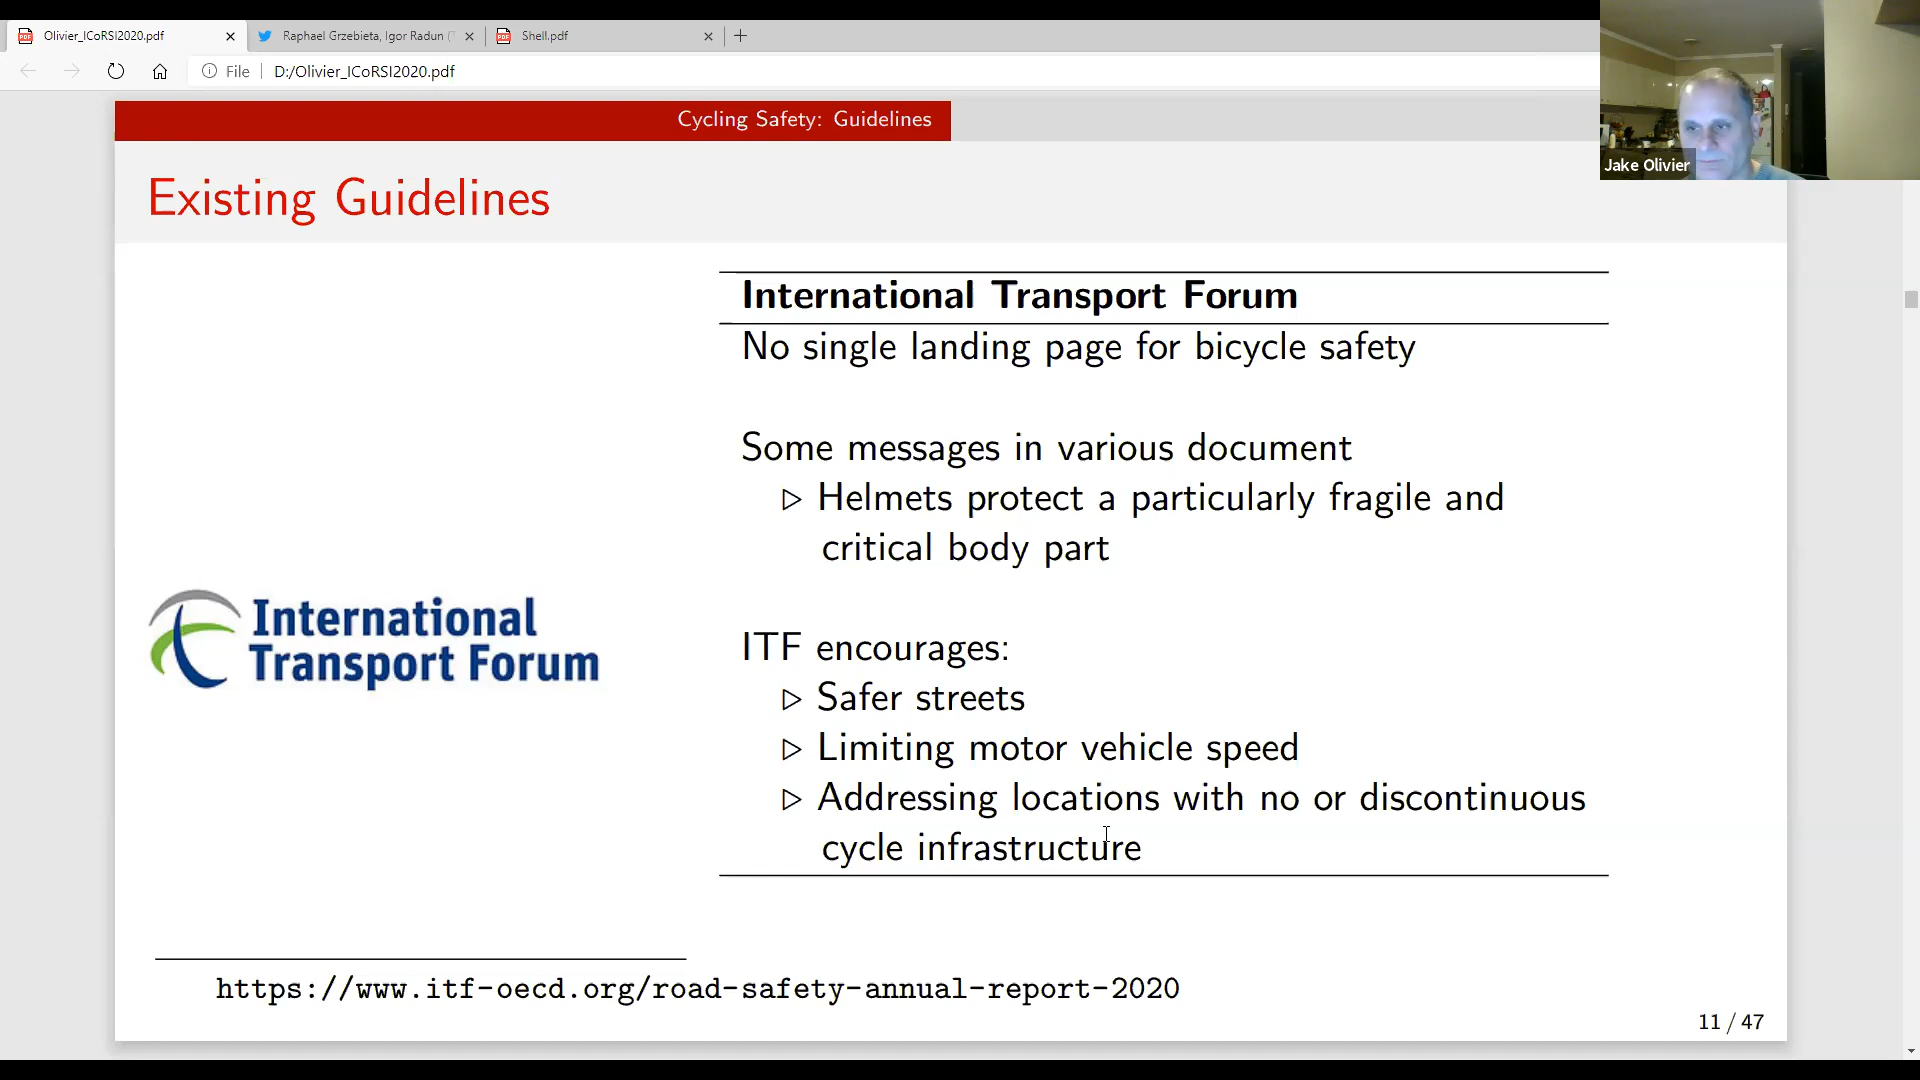 Olivier_ICoRSI2020.pdf
Raphael Grzebieta, Igor Radun (
Shell.pdf
File
D:/Olivier_ICoRSI2020.pdf
Jake Olivier
Cycling Safety: Guidelines
Existing Guidelines
International Transport Forum
No single landing page for bicycle safety
Some messages in various document
▷ Helmets protect a particularly fragile and
critical body part
ITF encourages:
▷ Safer streets
▷ Limiting motor vehicle speed
▷ Addressing locations with no or discontinuous
cycle infrastructure
International
Transport Forum
https://www.itf-oecd.org/road-safety-annual-report-2020
11 / 47